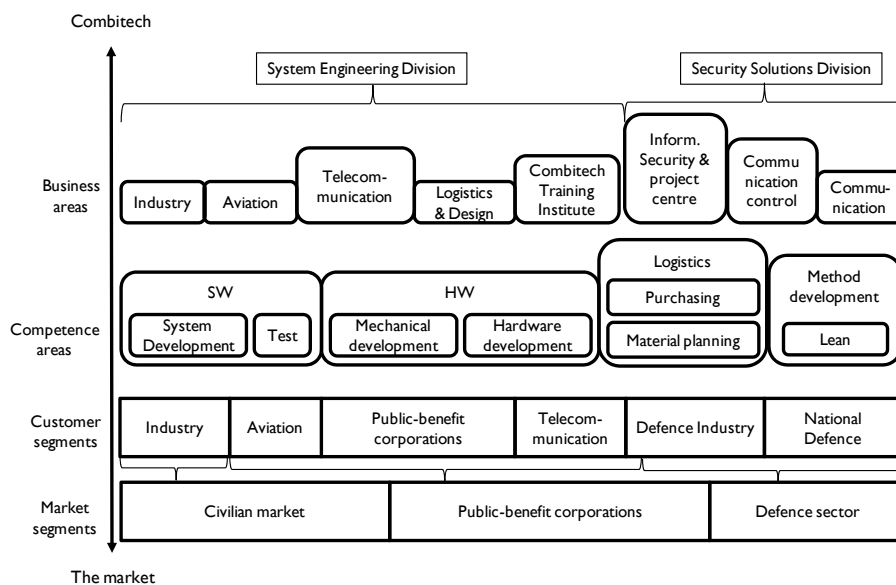 Combitech
System Engineering Division
Security Solutions Division
Business
areas
Industry
Aviation
Telecom-
munication
Logistics
& Design
Combitech
Training
Institute
Inform.
Security &
project
centre
Commu
nication
control
Commu-
nication
Competence
areas
SW
System
Development
Test
HW
Mechanical
development
Hardware
development
Logistics
Purchasing
Material planning
Method
development
Lean
Customer
segments
Industry
Aviation
Public-benefit
corporations
Telecom-
munication
Defence Industry
National
Defence
Market
segments
Civilian market
Public-benefit corporations
Defence sector
The market